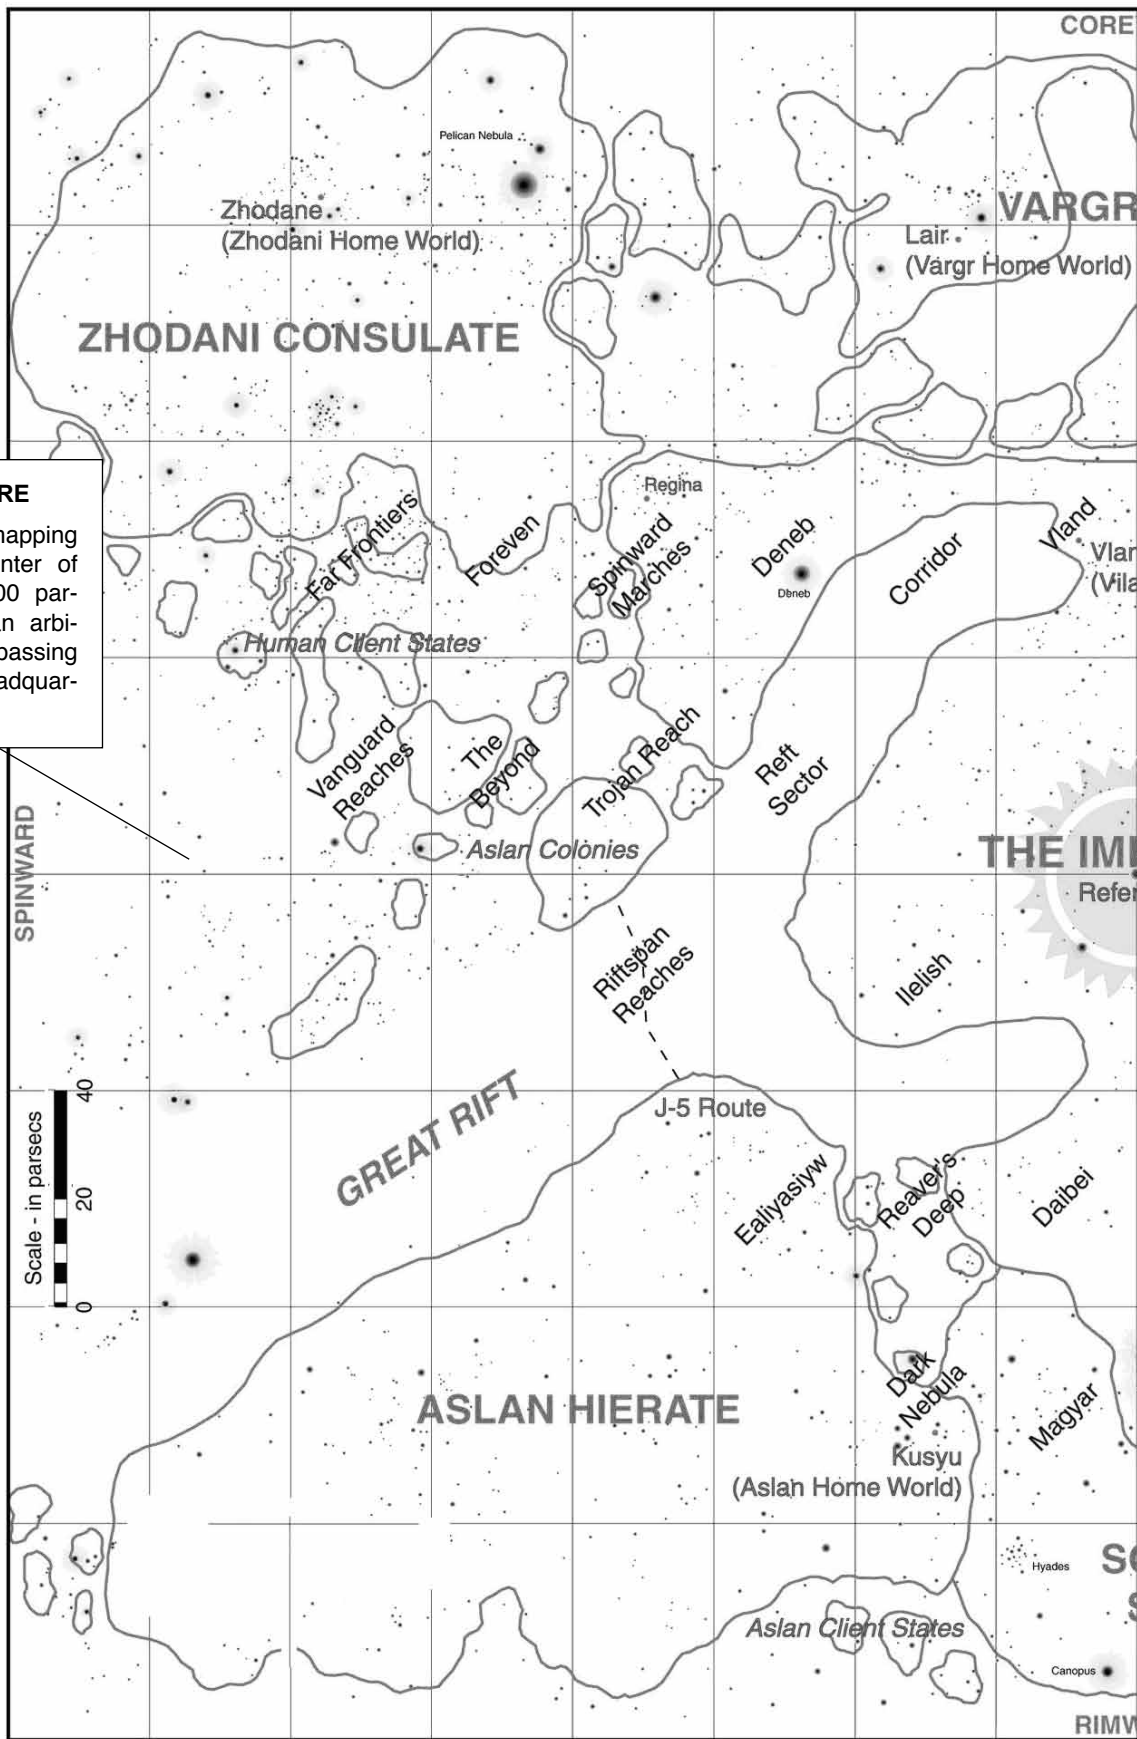 CORE
Pelican Nebula
Zhodane
(Zhodani Home World)
VARGR
Lair
(Vargr Home World)
ZHODANI CONSULATE
RE
napping
nter of
00 par-
an arbi-
passing
adquar-
Regina
Far Frontiers
Foreven
Spinward
Marches
Deneb
Deneb
Corridor
Vland
Vlan
(Vila
Human Client States
Vanguard
Reaches
The
Beyond
Trojan Reach
Reft
Sector
SPINWARD
Aslan Colonies
THE IMP
Refer
Riftspan
Reaches
Ilelish
GREAT RIFT
J-5 Route
Scale - in parsecs
0
20
40
Ealiyasiyw
Reaver's
Deep
Daibei
ASLAN HIERATE
Dark
Nebula
Magyar
Kusyu
(Aslan Home World)
Hyades
SO
S
Aslan Client States
Canopus
RIMW